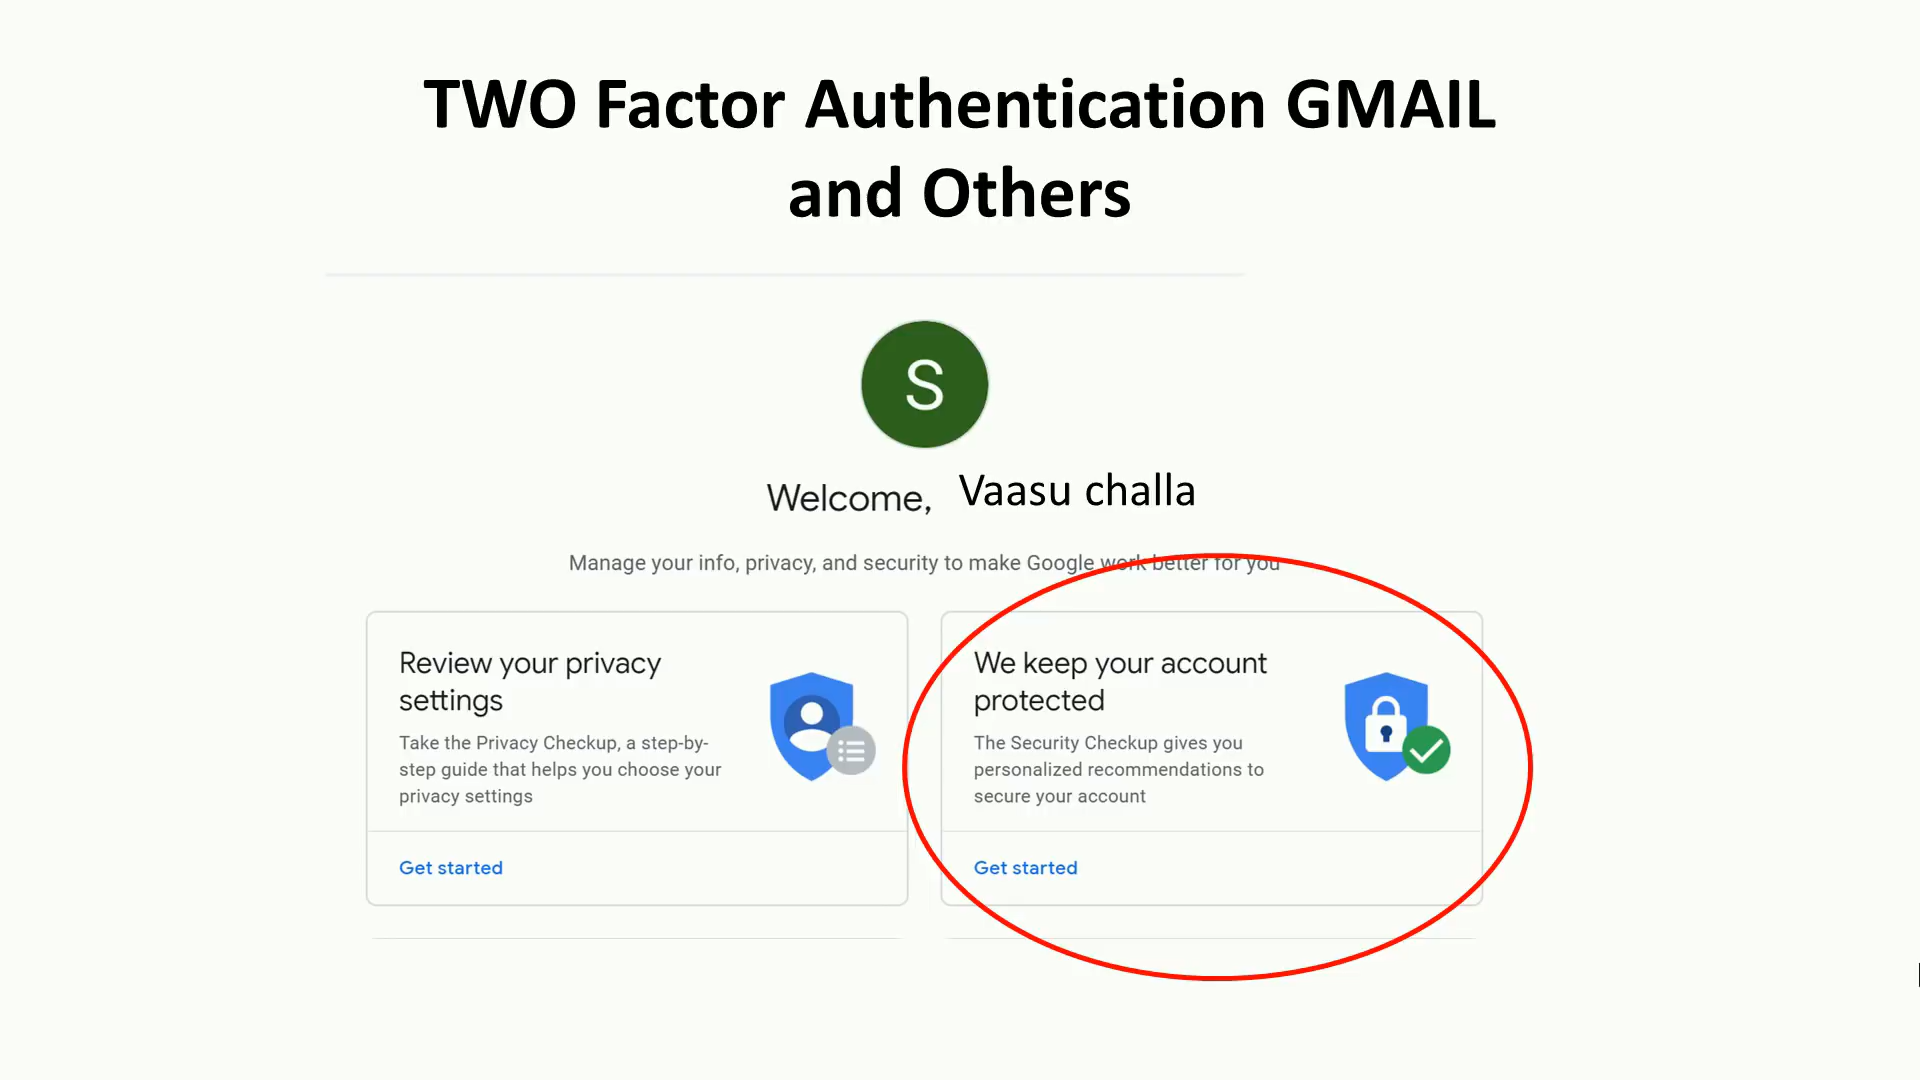 TWO Factor Authentication GMAIL
and Others
S
Welcome, Vaasu challa
Manage your info, privacy, and security to make Google work better for you
Review your privacy
settings
Take the Privacy Checkup, a step-by-
step guide that helps you choose your
privacy settings
Get started
We keep your account
protected
The Security Checkup gives you
personalized recommendations to
secure your account
Get started